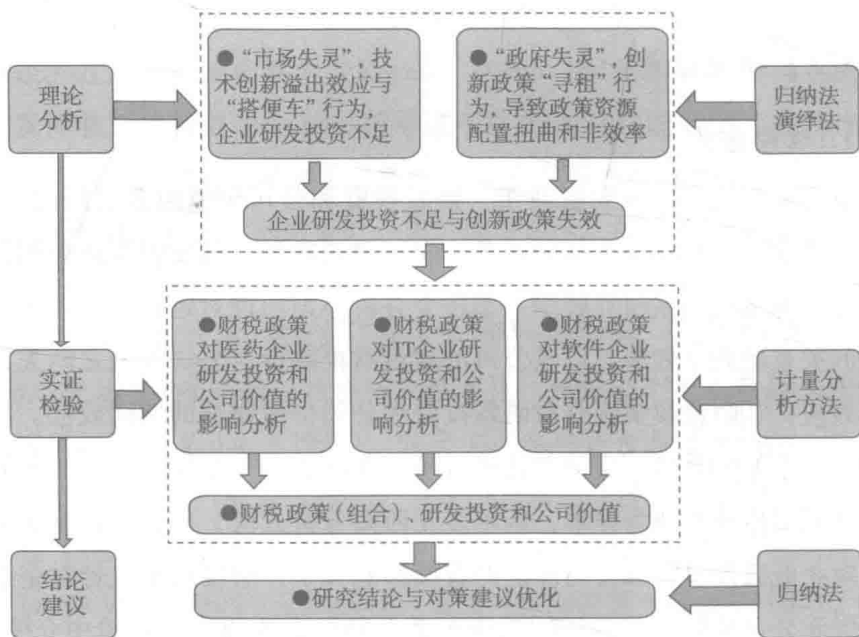 理论
分析
●“市场失灵”,技
术创新溢出效应与
“搭便车”行为,
企业研发投资不足
●“政府失灵”,创
新政策“寻租”行
为,导致政策资源
配置扭曲和非效率
归纳法
演绎法
企业研发投资不足与创新政策失效
实证
检验
●财税政策
对医药企业
研发投资和
公司价值的
影响分析
●财税政策
对IT企业研
发投资和公
司价值的影
响分析
●财税政策
对软件企业
研发投资和
公司价值的
影响分析
计量分
析方法
●财税政策(组合)、研发投资和公司价值
结论
建议
●研究结论与对策建议优化
归纳法